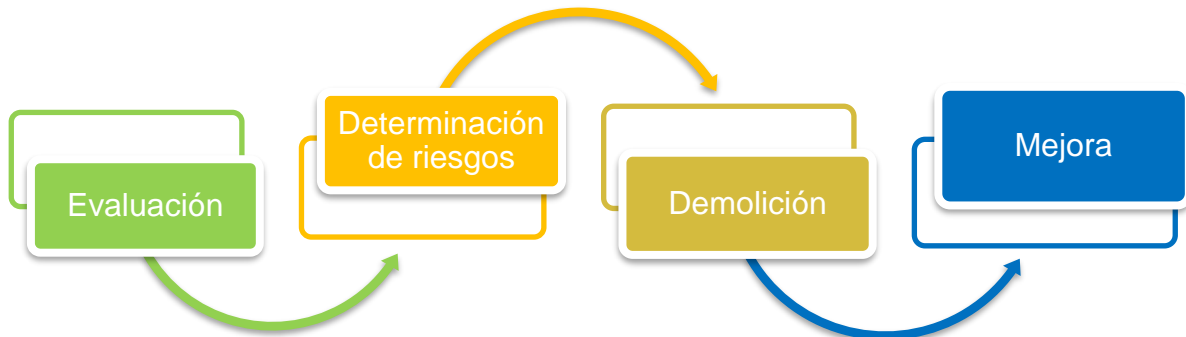 Evaluación
Determinación
de riesgos
Demolición
Mejora